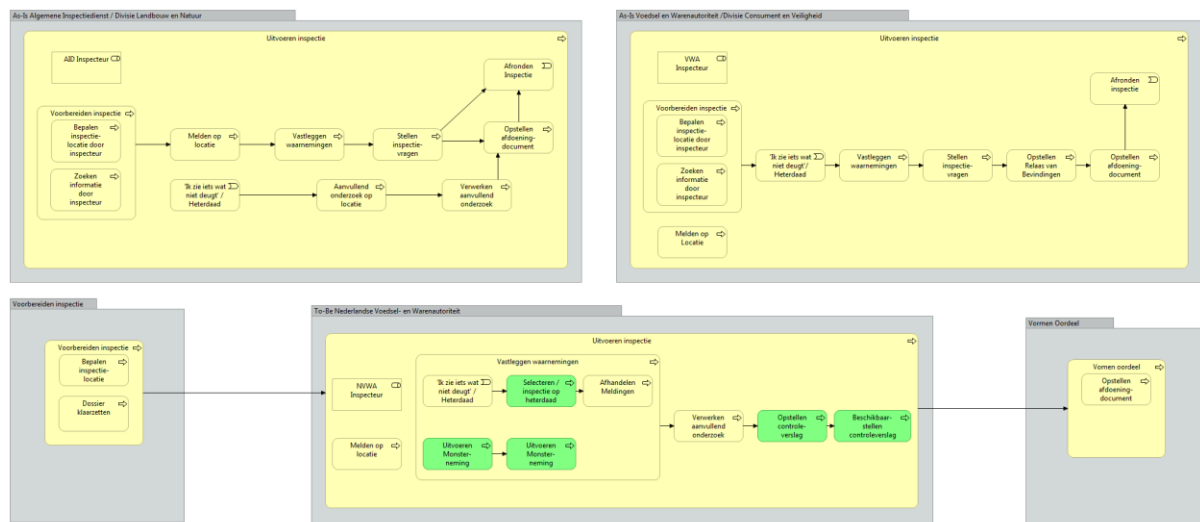 As-Is Algemene Inspectiedienst / Divisie Landbouw en Natuur
Uitvoeren inspectie
AID Inspecteur
Afronden
Inspectie
Voorbereiden inspectie
Bepalen
inspectie-
locatie door
inspecteur
Melden op
locatie
Vastleggen
waarnemingen
Stellen
inspectie-
vragen
Opstellen
afdoening-
document
Zoeken
informatie
door
inspecteur
'Ik zie iets wat
niet deugt' /
Heterdaad
Aanvullend
onderzoek op
locatie
Verwerken
aanvullend
onderzoek
As-Is Voedsel en Warenautoriteit /Divisie Consument en Veiligheid
Uitvoeren inspectie
VWA
Inspecteur
Afronden
inspectie
Voorbereiden inspectie
Bepalen
inspectie-
locatie door
inspecteur
Zoeken
informatie
door
inspecteur
'Ik zie iets wat
niet deugt'/
Heterdaad
Vastleggen
waarnemingen
Stellen
inspectie-
vragen
Opstellen
Relaas van
Bevindingen
Opstellen
afdoening-
document
Melden op
Locatie
Voorbereiden inspectie
Voorbereiden inspectie
Bepalen
inspectie-
locatie
Dossier
klaarzetten
To-Be Nederlandse Voedsel- en Warenautoriteit
Uitvoeren inspectie
NVWA
Inspecteur
Melden op
locatie
Vastleggen waarnemingen
'Ik zie iets wat
niet deugt' /
Heterdaad
Selecteren /
inspectie op
heterdaad
Afhandelen
Meldingen
Uitvoeren
Monster-
neming
Uitvoeren
Monster-
neming
Verwerken
aanvullend
onderzoek
Opstellen
controle-
verslag
Beschikbaar-
stellen
controleverslag
Vormen Oordeel
Vomen oordeel
Opstellen
afdoening-
document